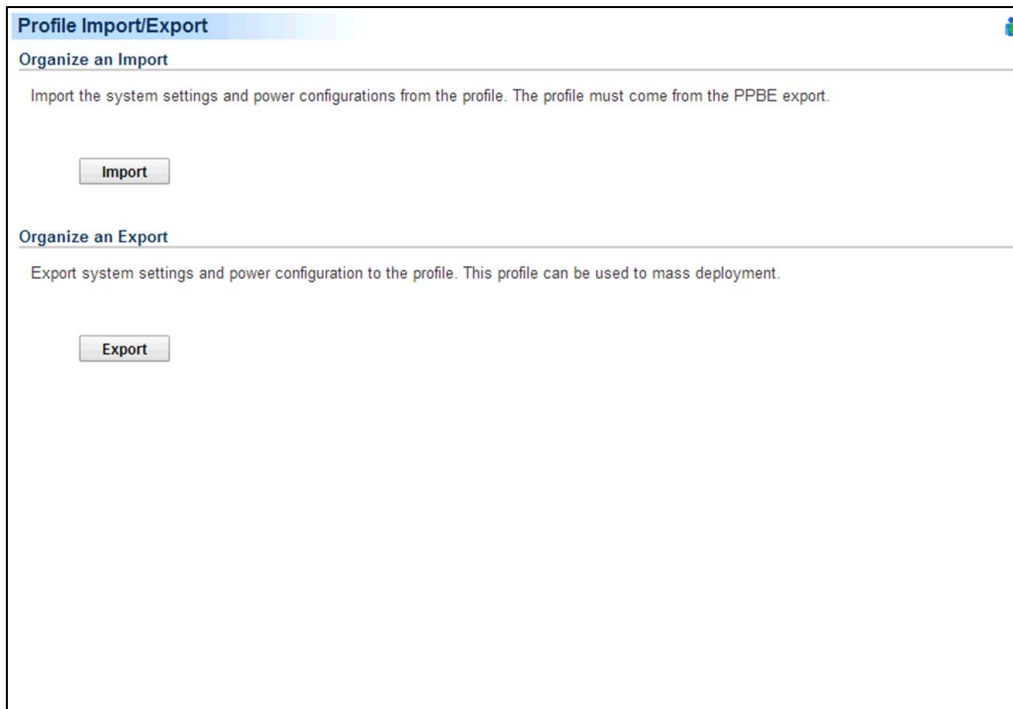 Profile Import/Export
Organize an Import
Import the system settings and power configurations from the profile. The profile must come from the PPBE export.
Import
Organize an Export
Export system settings and power configuration to the profile. This profile can be used to mass deployment.
Export